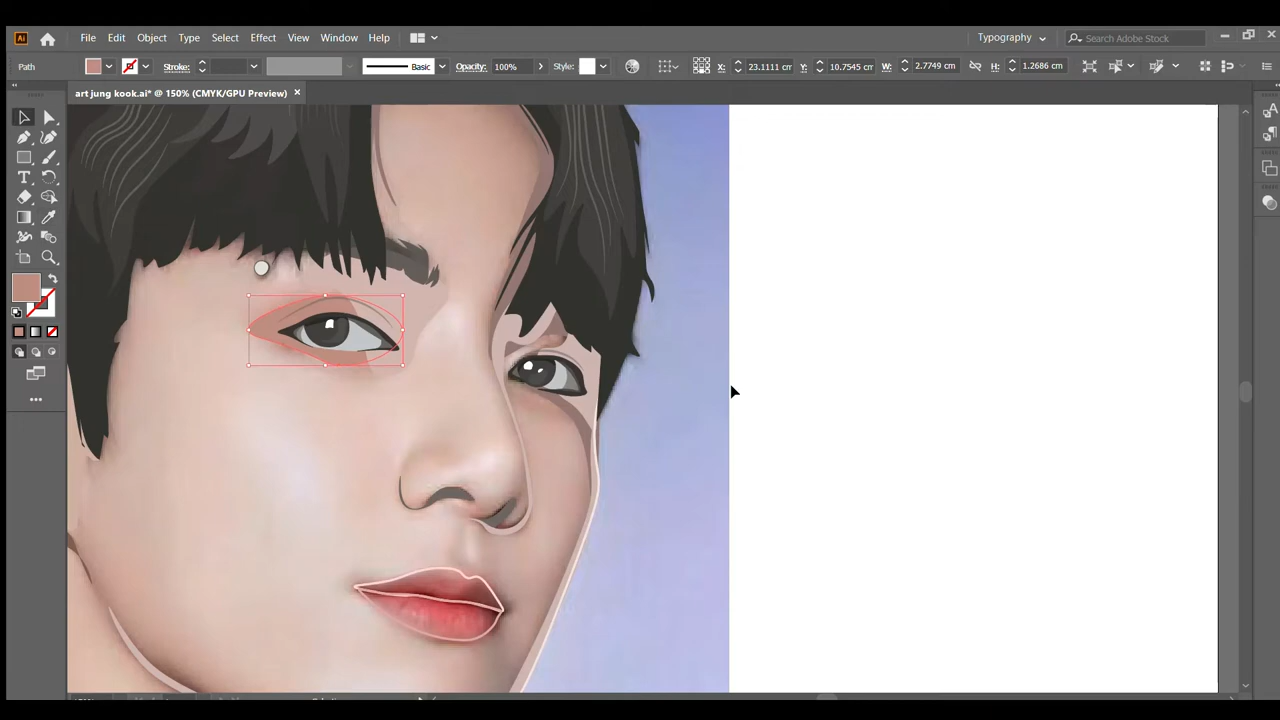 Ai File Edit Object Type Select Effect View Window Help Typography Search Adobe Stock
Path Stroke: Basic Opacity: 100% Style: X: 23.1111 cm Y: 10.7545 cm W: 2.7749 cm H: 1.2686 cm
art jung kook.ai* @ 150% (CMYK/GPU Preview)